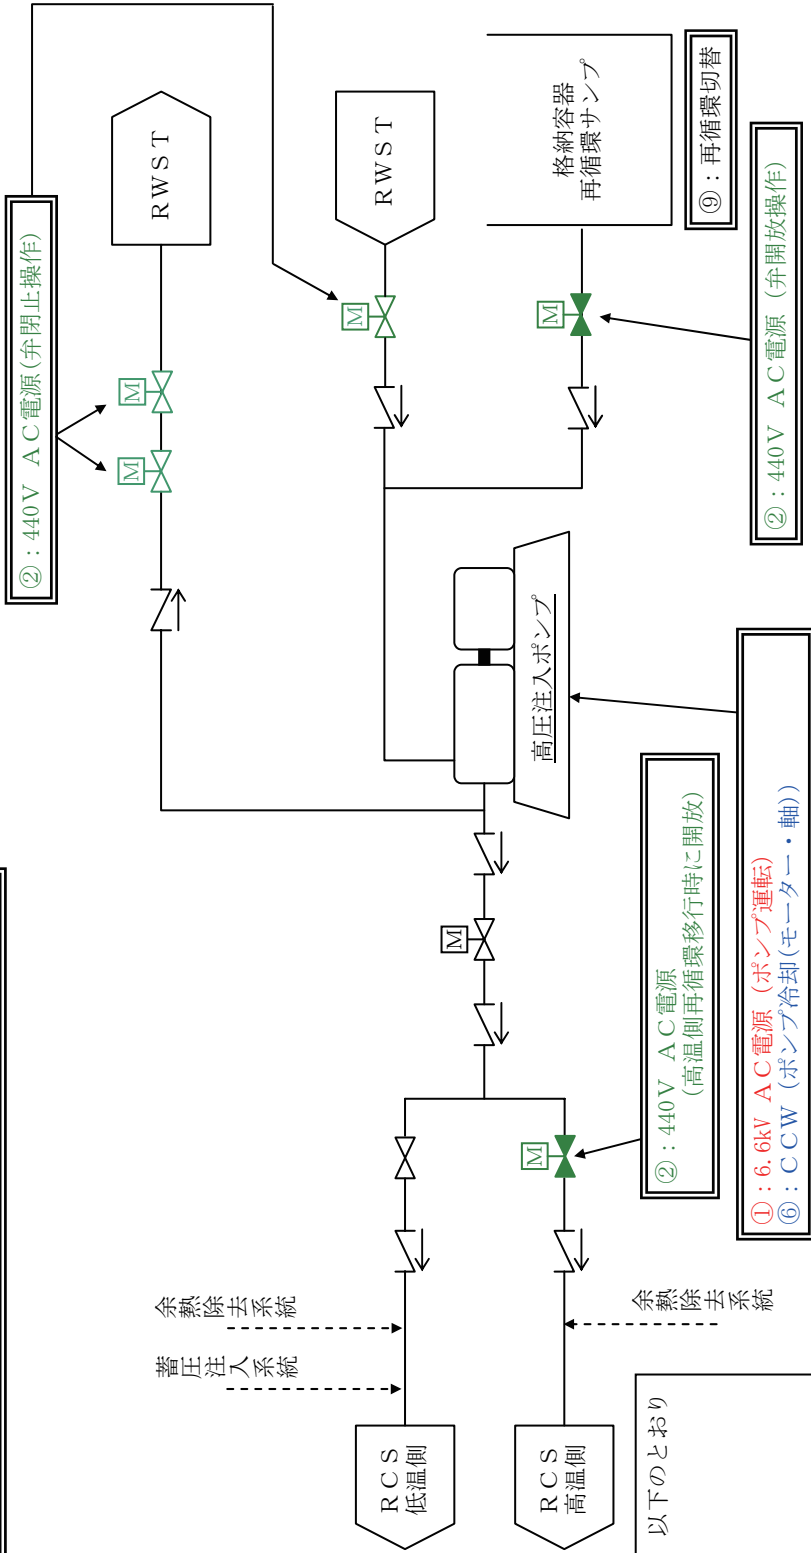 ②：440V ＡＣ電源(弁閉止操作)
ＲＷＳＴ
Ｍ
Ｍ
ＲＷＳＴ
Ｍ
格納容器
再循環サンプ
Ｍ
⑨：再循環切替
②：440V ＡＣ電源（弁開放操作)
高圧注入ポンプ
Ｍ
Ｍ
②：440V ＡＣ電源
(高温側再循環移行時に開放)
①：6.6kV ＡＣ電源（ポンプ運転)
⑥：ＣＣＷ（ポンプ冷却(モーター・軸))
余熱除去系統
蓄圧注入系統
余熱除去系統
ＲＣＳ
低温側
ＲＣＳ
高温側
以下のとおり